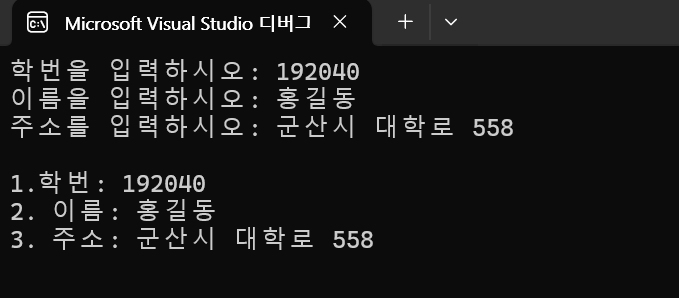 Microsoft Visual Studio 디버그
학번을 입력하시오: 192040
이름을 입력하시오: 홍길동
주소를 입력하시오: 군산시 대학로 558
1.학번: 192040
2. 이름: 홍길동
3. 주소: 군산시 대학로 558